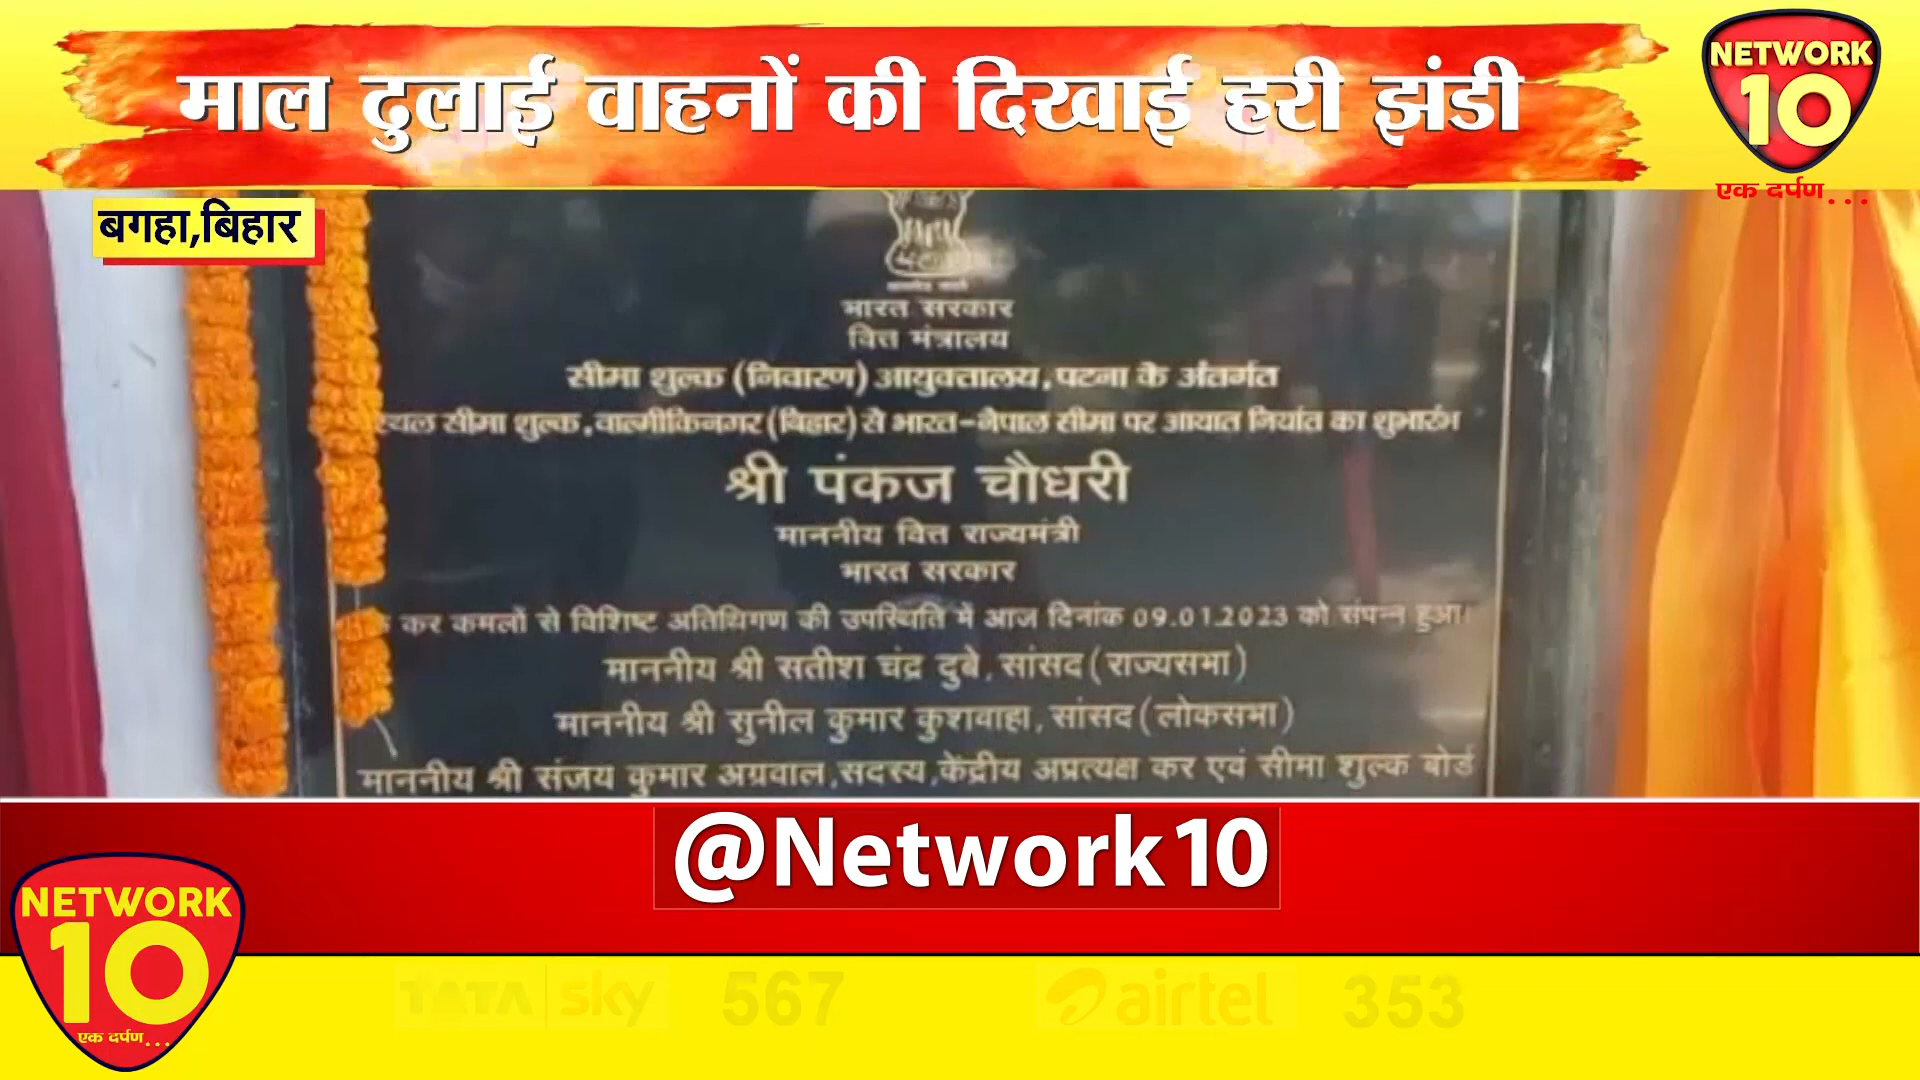 माल ढुलाई वाहनों की दिखाई हरी झंडी
NETWORK
10
एक दर्पण...
बगहा,बिहार
भारत सरकार
वित्त मंत्रालय
सीमा शुल्क (निवारण) आयुक्तालय, पटना के अंतर्गत
स्थल सीमा शुल्क, वाल्मीकिनगर (बिहार) से भारत-नेपाल सीमा पर आयात निर्यात का शुभारंभ
श्री पंकज चौधरी
माननीय वित्त राज्यमंत्री
भारत सरकार
कर कमलों से विशिष्ट अतिथिगण की उपस्थिति में आज दिनांक 09.01.2023 को संपन्न हुआ।
माननीय श्री सतीश चंद्र दुबे, सांसद (राज्यसभा)
माननीय श्री सुनील कुमार कुशवाहा, सांसद (लोकसभा)
माननीय श्री संजय कुमार अग्रवाल, सदस्य, केंद्रीय अप्रत्यक्ष कर एवं सीमा शुल्क बोर्ड
@Network10
NETWORK
10
एक दर्पण...
TATA sky 567 airtel 353